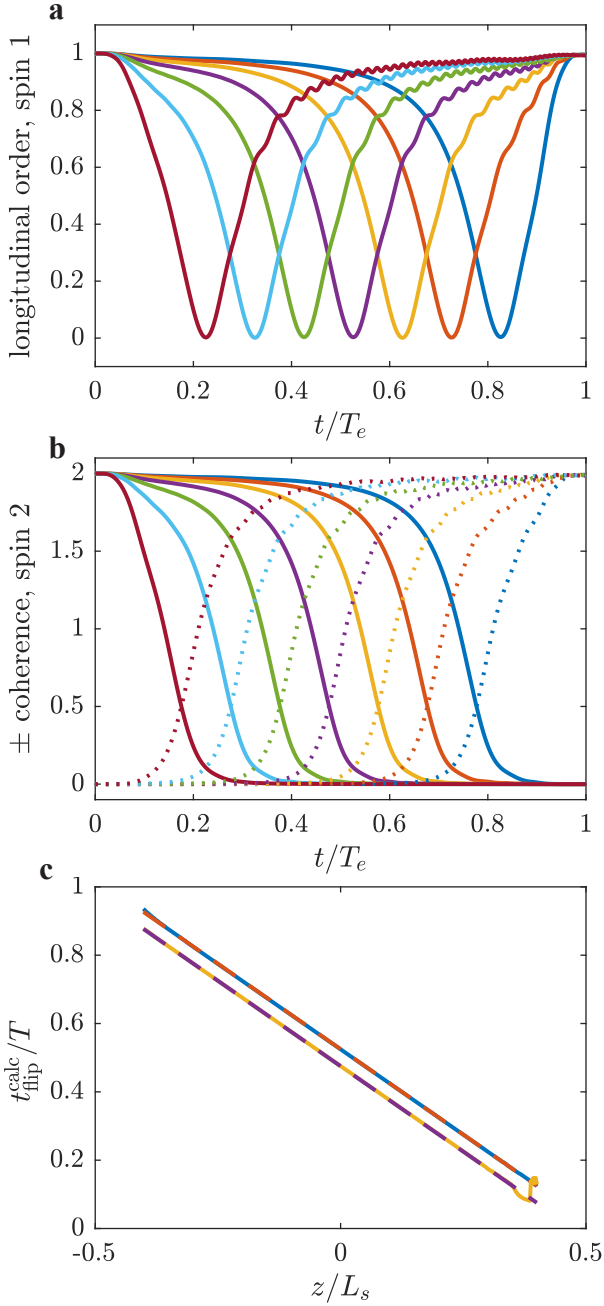 a
longitudinal order, spin 1
1
0.8
0.6
0.4
0.2
0
0 0.2 0.4 0.6 0.8 1
t/T_e
b
± coherence, spin 2
2
1.5
1
0.5
0
0 0.2 0.4 0.6 0.8 1
t/T_e
c
t_flip^calc/T
1
0.8
0.6
0.4
0.2
0
-0.5 0 0.5
z/L_s